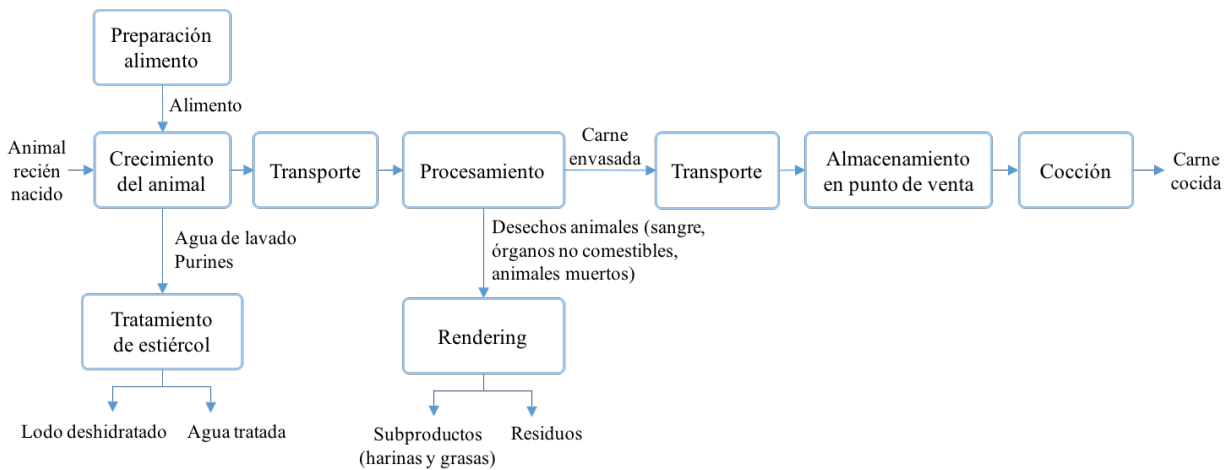 Preparación
alimento
Alimento
Animal
recién
nacido
Crecimiento
del animal
Transporte
Procesamiento
Carne
envasada
Transporte
Almacenamiento
en punto de venta
Cocción
Carne
cocida
Agua de lavado
Purines
Desechos animales (sangre,
órganos no comestibles,
animales muertos)
Tratamiento
de estiércol
Rendering
Lodo deshidratado
Agua tratada
Subproductos
(harinas y grasas)
Residuos